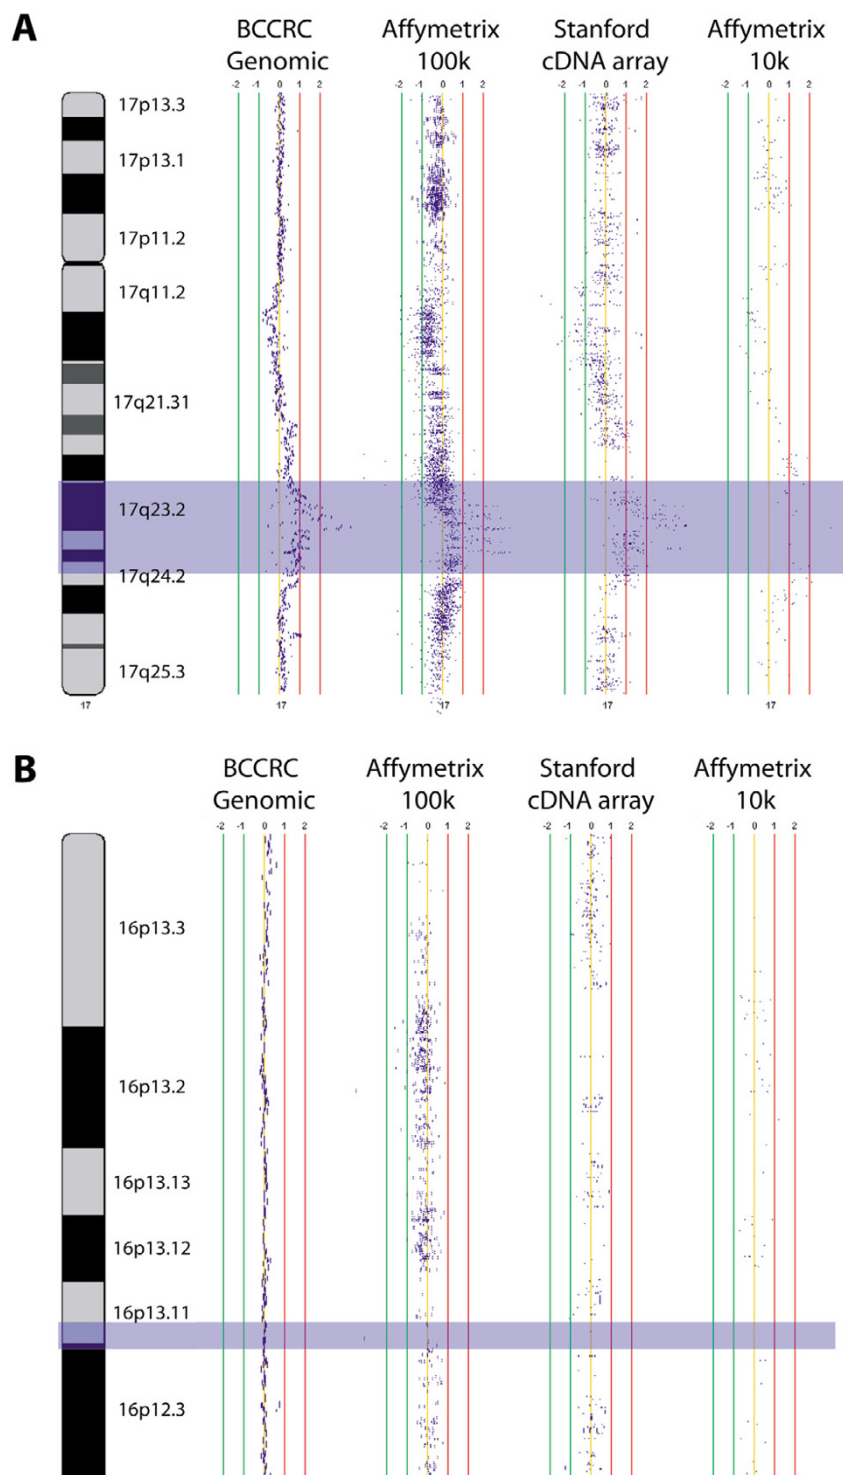 A
BCCRC Affymetrix Stanford Affymetrix
Genomic 100k cDNA array 10k
-2 -1 0 1 2 -2 -1 0 1 2 -2 -1 0 1 2 -2 -1 0 1 2
17p13.3
17p13.1
17p11.2
17q11.2
17q21.31
17q23.2
17q24.2
17q25.3
17 17 17 17 17
B
BCCRC Affymetrix Stanford Affymetrix
Genomic 100k cDNA array 10k
-2 -1 0 1 2 -2 -1 0 1 2 -2 -1 0 1 2 -2 -1 0 1 2
16p13.3
16p13.2
16p13.13
16p13.12
16p13.11
16p12.3